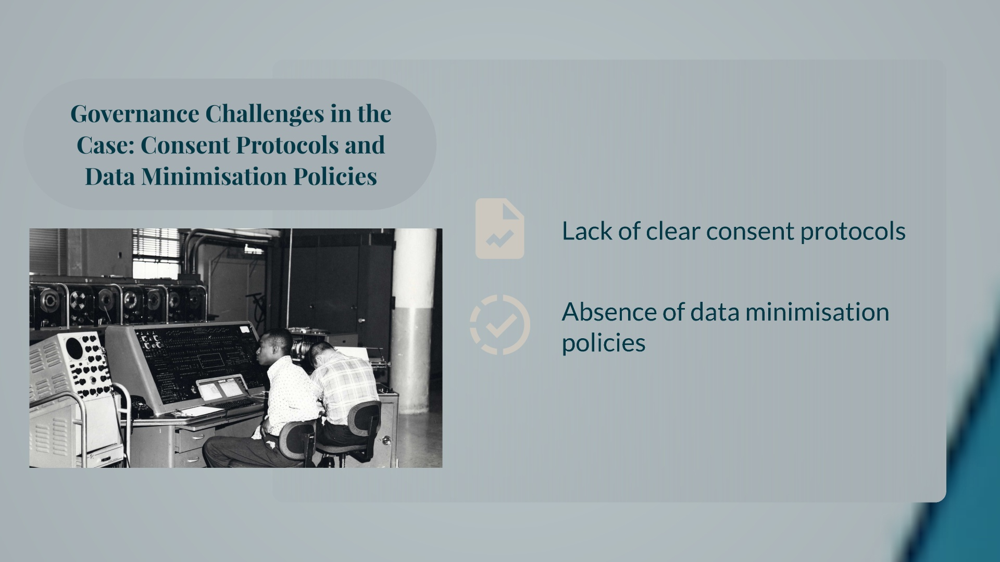 Governance Challenges in the
Case: Consent Protocols and
Data Minimisation Policies
Lack of clear consent protocols
Absence of data minimisation
policies